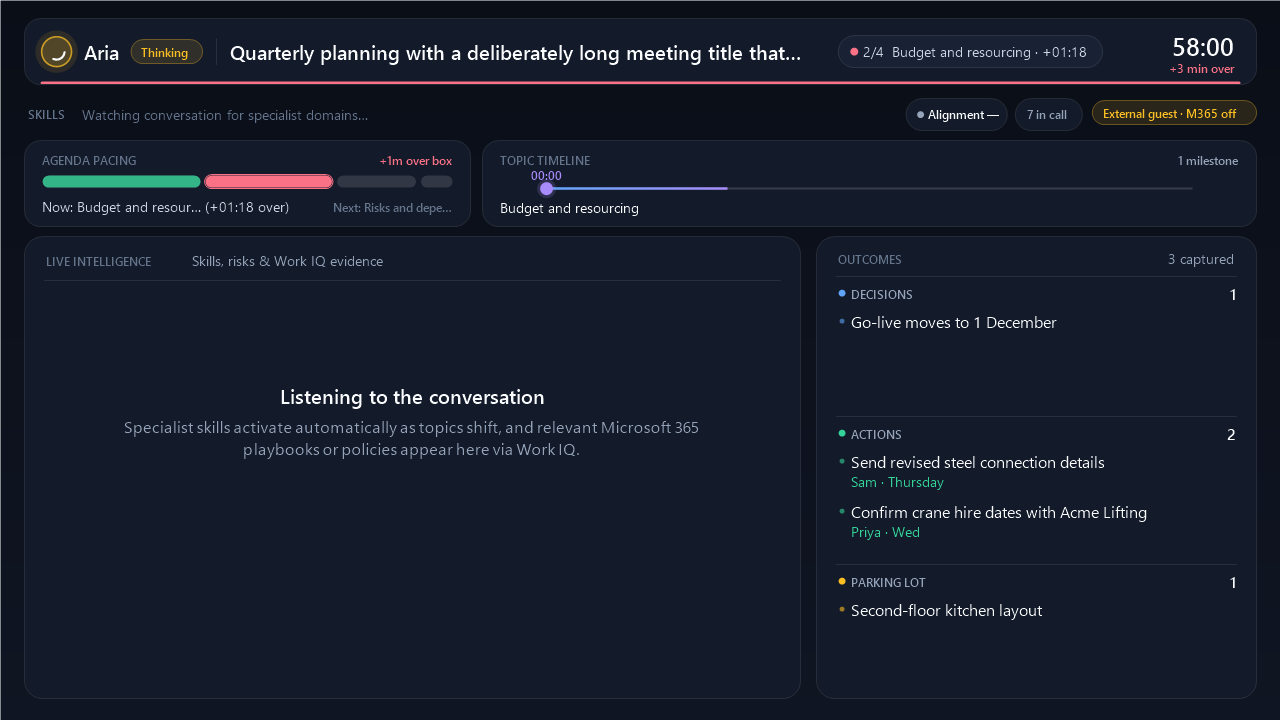 Aria
Thinking
Quarterly planning with a deliberately long meeting title that...
2/4 Budget and resourcing · +01:18
58:00
+3 min over
SKILLS
Watching conversation for specialist domains...
Alignment —
7 in call
External guest · M365 off
AGENDA PACING
+1m over box
Now: Budget and resour... (+01:18 over)
Next: Risks and depe...
TOPIC TIMELINE
1 milestone
00:00
Budget and resourcing
LIVE INTELLIGENCE
Skills, risks & Work IQ evidence
Listening to the conversation
Specialist skills activate automatically as topics shift, and relevant Microsoft 365
playbooks or policies appear here via Work IQ.
OUTCOMES
3 captured
DECISIONS
1
Go-live moves to 1 December
ACTIONS
2
Send revised steel connection details
Sam · Thursday
Confirm crane hire dates with Acme Lifting
Priya · Wed
PARKING LOT
1
Second-floor kitchen layout